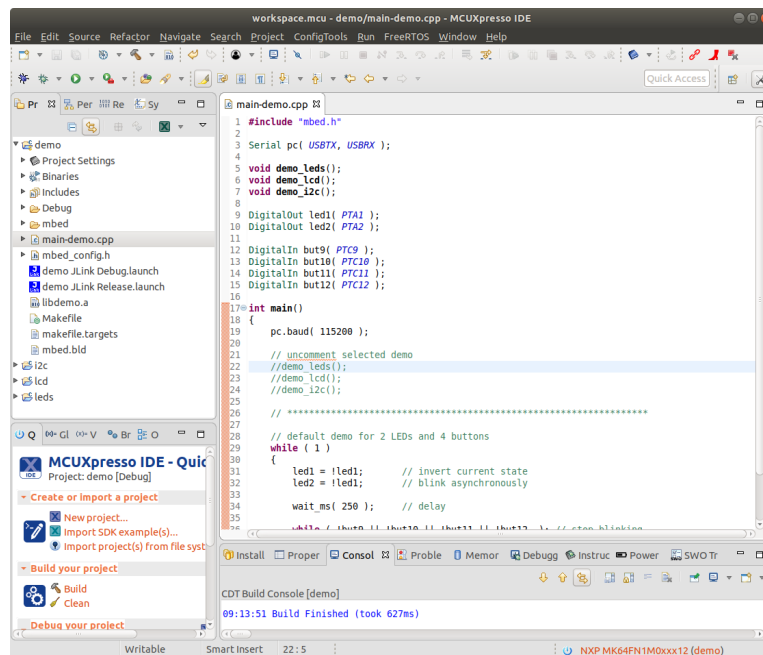 workspace.mcu - demo/main-demo.cpp - MCUXpresso IDE
File Edit Source Refactor Navigate Search Project ConfigTools Run FreeRTOS Window Help
Quick Access
Pr Per Re Sy
demo
Project Settings
Binaries
Includes
Debug
mbed
main-demo.cpp
mbed_config.h
demo JLink Debug.launch
demo JLink Release.launch
libdemo.a
Makefile
makefile.targets
mbed.bld
i2c
lcd
leds
main-demo.cpp
1 #include "mbed.h"
2
3 Serial pc( USBTX, USBRX );
4
5 void demo_leds();
6 void demo_lcd();
7 void demo_i2c();
8
9 DigitalOut led1( PTA1 );
10 DigitalOut led2( PTA2 );
11
12 DigitalIn but9( PTC9 );
13 DigitalIn but10( PTC10 );
14 DigitalIn but11( PTC11 );
15 DigitalIn but12( PTC12 );
16
17 int main()
18 {
19 pc.baud( 115200 );
20
21 // uncomment selected demo
22 //demo_leds();
23 //demo_lcd();
24 //demo_i2c();
25
26 // *****************************************************************
27
28 // default demo for 2 LEDs and 4 buttons
29 while ( 1 )
30 {
31 led1 = !led1; // invert current state
32 led2 = !led1; // blink asynchronously
33
34 wait_ms( 250 ); // delay
35
36 while ( !but9 || !but10 || !but11 || !but12 ); // stop blinking
Q Gl V Br O
IDE
MCUXpresso IDE - Quic
Project: demo [Debug]
Create or import a project
New project...
Import SDK example(s)...
Import project(s) from file syst
Build your project
Build
Clean
Debug your project
Install Proper Consol Proble Memor Debugg Instruc Power SWO Tr
CDT Build Console [demo]
09:13:51 Build Finished (took 627ms)
Writable Smart Insert 22 : 5 NXP MK64FN1M0xxx12 (demo)